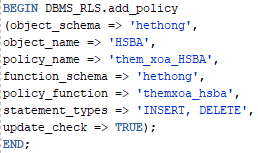 BEGIN DBMS_RLS.add_policy
(object_schema => 'hethong',
object_name => 'HSBA',
policy_name => 'them_xoa_HSBA',
function_schema => 'hethong',
policy_function => 'themxoa_hsba',
statement_types => 'INSERT, DELETE',
update_check => TRUE);
END;